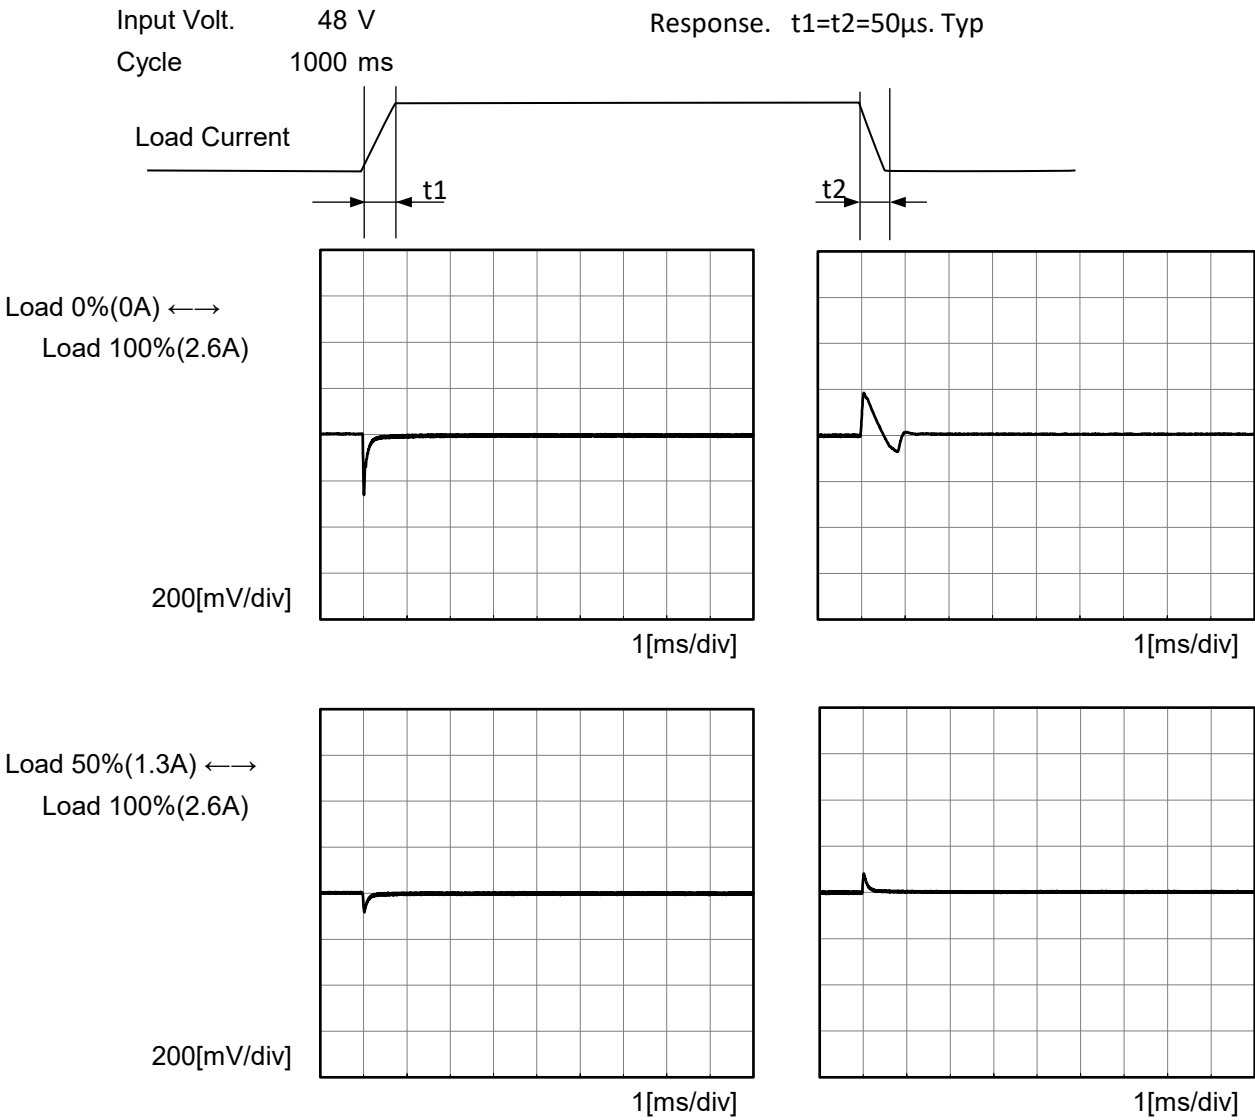 Input Volt. 48 V
Response. t1=t2=50µs. Typ
Cycle 1000 ms
Load Current
t1
t2
Load 0%(0A) ←→
Load 100%(2.6A)
200[mV/div]
1[ms/div]
1[ms/div]
Load 50%(1.3A) ←→
Load 100%(2.6A)
200[mV/div]
1[ms/div]
1[ms/div]